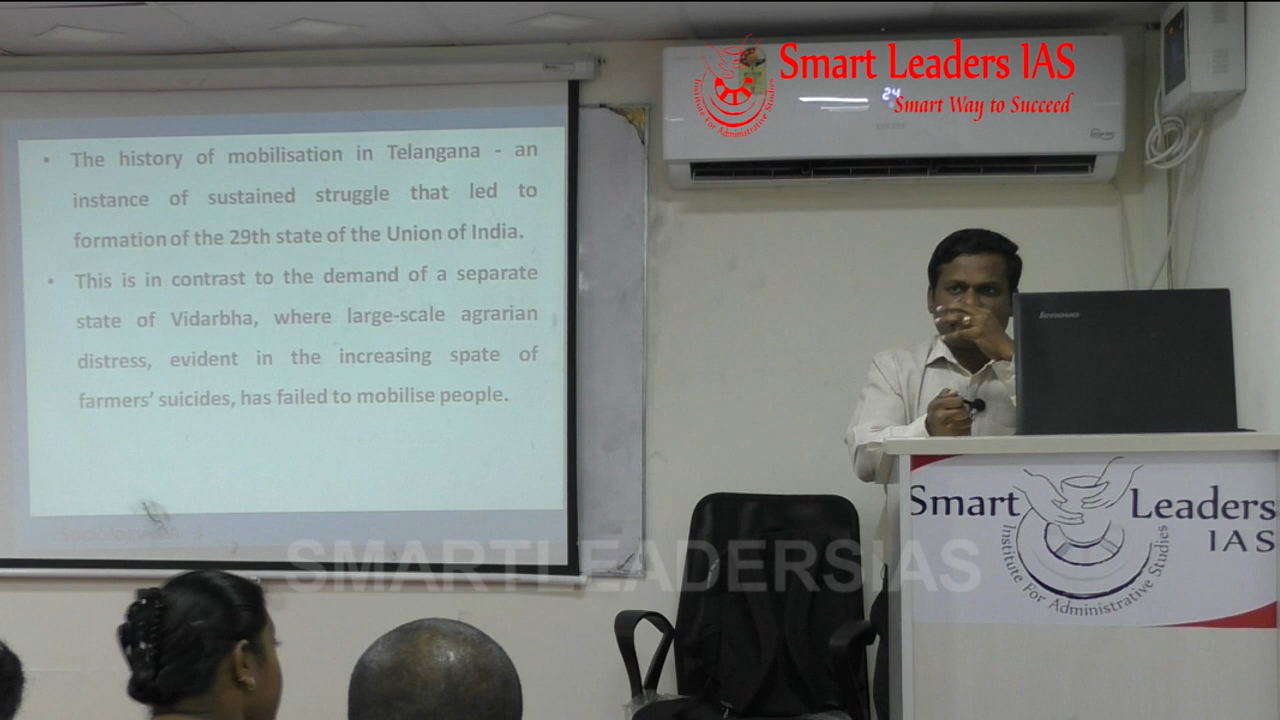 Smart Leaders IAS
Smart Way to Succeed
Institute For Administrative Studies
24
• The history of mobilisation in Telangana - an
instance of sustained struggle that led to
formation of the 29th state of the Union of India.
• This is in contrast to the demand of a separate
state of Vidarbha, where large-scale agrarian
distress, evident in the increasing spate of
farmers' suicides, has failed to mobilise people.
lenovo
Smart Leaders
IAS
Institute For Administrative Studies
SMARTLEADERSIAS